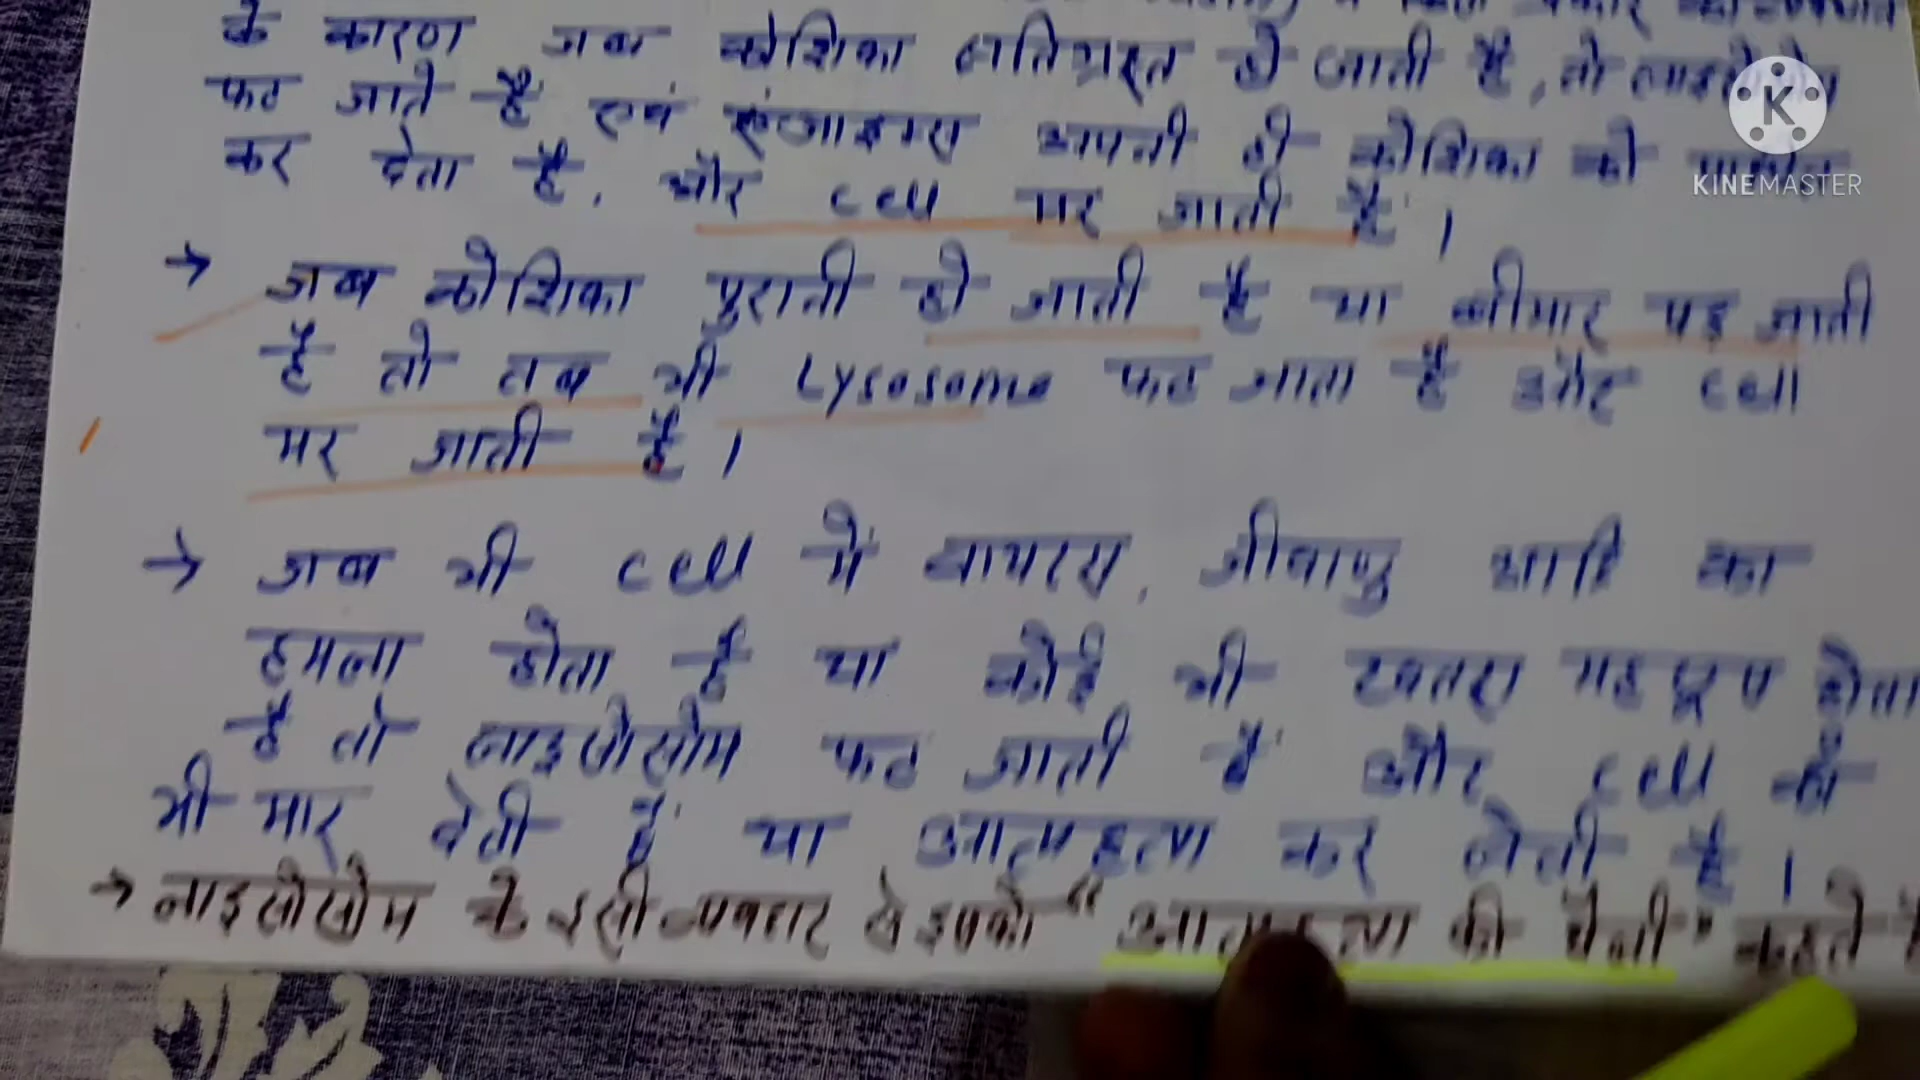 के कारण जब कोशिका क्षतिग्रस्त हो जाती है, तो लाइसोसोम
फट जाते हैं एवं एंजाइम्स अपनी ही कोशिका को
कर देता है, और cell मर जाती है।
→ जब कोशिका पुरानी हो जाती है या बीमार पड़ जाती
है तो तब भी Lysosome फट जाता है और cell
मर जाती है।
→ जब भी cell में वायरस, जीवाणु आदि का
हमला होता है या कोई भी खतरा महसूस होता
है तो लाइसोसोम फट जाती है और cell को
भी मार देती है या आत्महत्या कर लेती है।
→ लाइसोसोम के इसी व्यवहार से इसको "आत्महत्या की थैली" कहते है
K
KINEMASTER